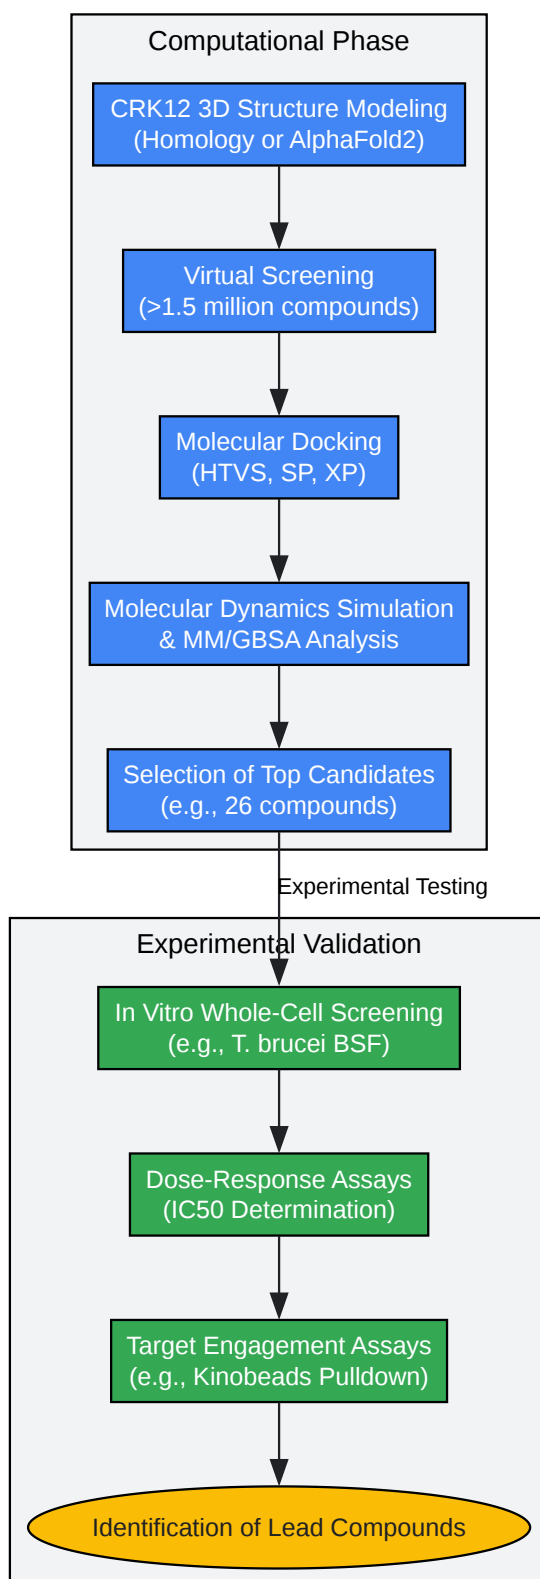 Computational Phase
CRK12 3D Structure Modeling
(Homology or AlphaFold2)
Virtual Screening
(>1.5 million compounds)
Molecular Docking
(HTVS, SP, XP)
Molecular Dynamics Simulation
& MM/GBSA Analysis
Selection of Top Candidates
(e.g., 26 compounds)
Experimental Testing
Experimental Validation
In Vitro Whole-Cell Screening
(e.g., T. brucei BSF)
Dose-Response Assays
(IC50 Determination)
Target Engagement Assays
(e.g., Kinobeads Pulldown)
Identification of Lead Compounds